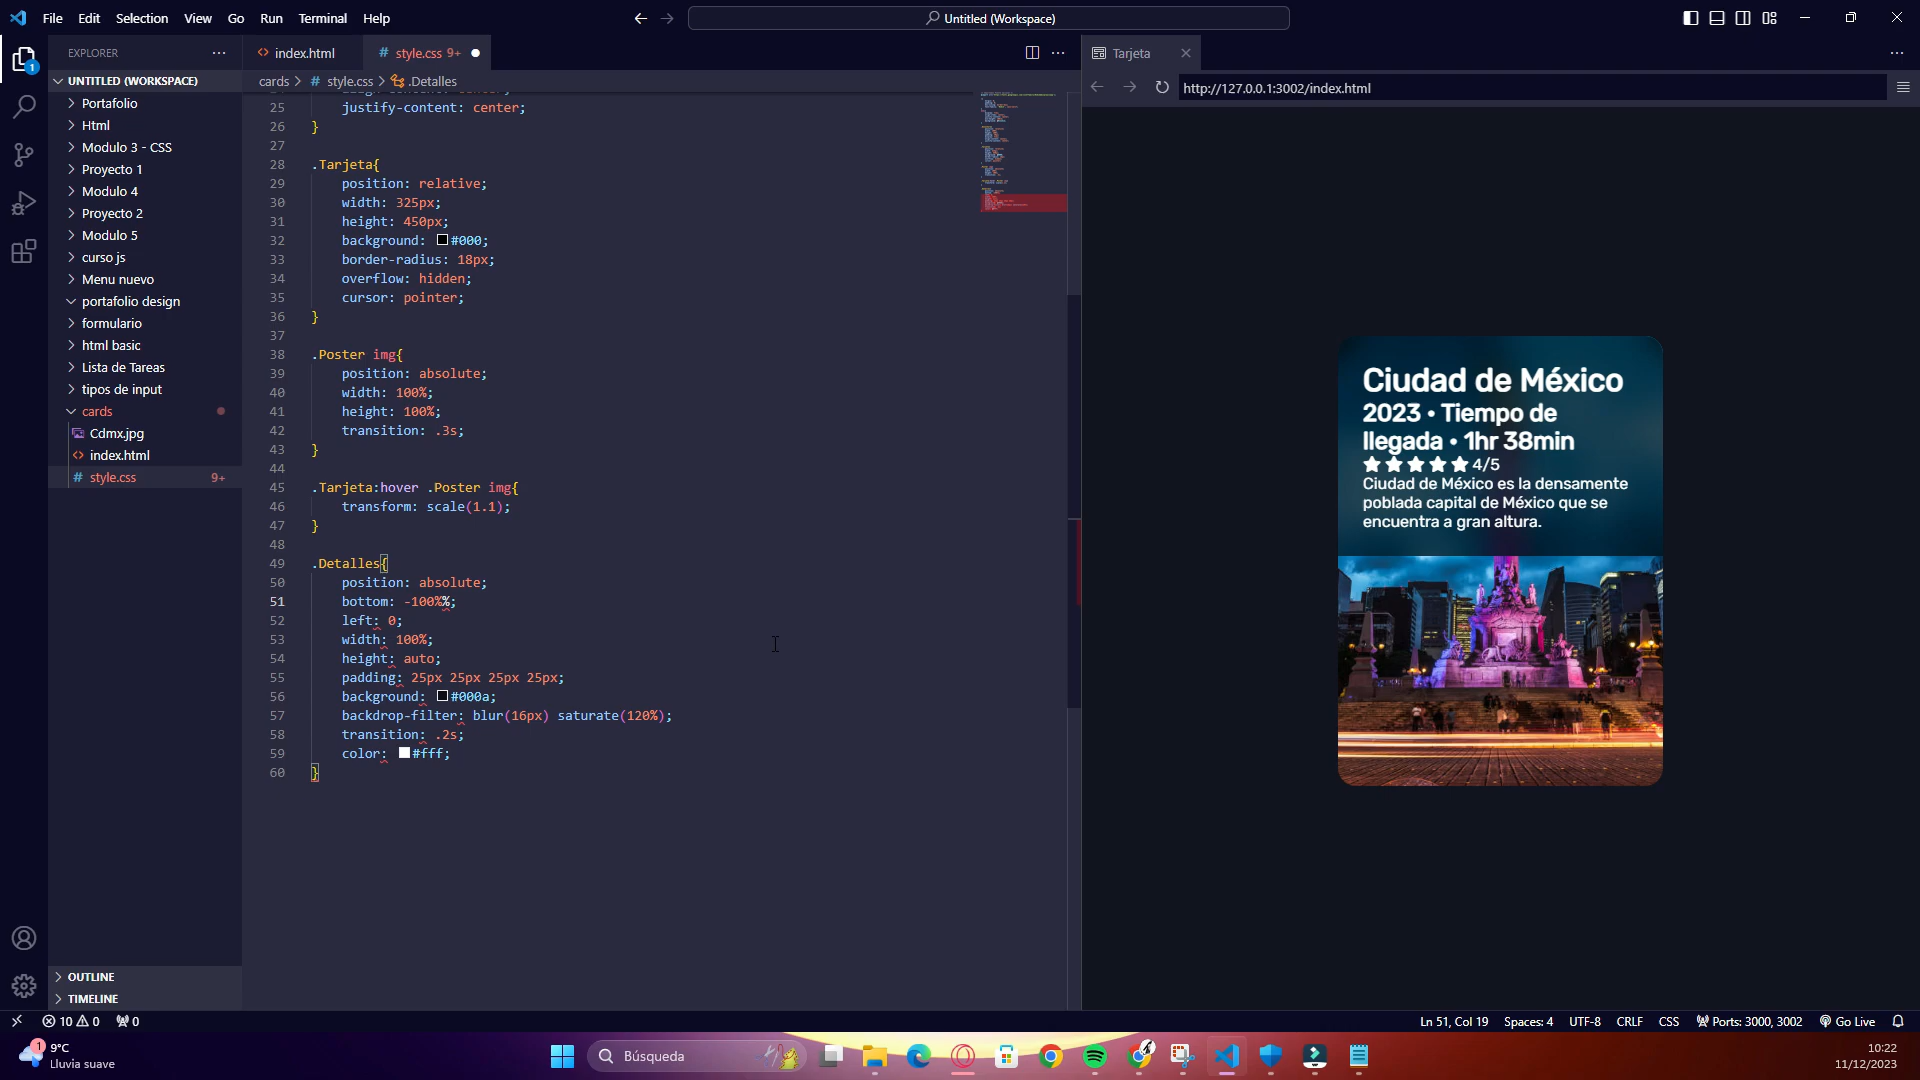 File Edit Selection View Go Run Terminal Help
Untitled (Workspace)
EXPLORER
UNTITLED (WORKSPACE)
Portafolio
Html
Modulo 3 - CSS
Proyecto 1
Modulo 4
Proyecto 2
Modulo 5
curso js
Menu nuevo
portafolio design
formulario
html basic
Lista de Tareas
tipos de input
cards
Cdmx.jpg
index.html
style.css 9+
OUTLINE
TIMELINE
index.html
style.css 9+
cards > style.css > .Detalles
25 justify-content: center;
26 }
27
28 .Tarjeta{
29 position: relative;
30 width: 325px;
31 height: 450px;
32 background: #000;
33 border-radius: 18px;
34 overflow: hidden;
35 cursor: pointer;
36 }
37
38 .Poster img{
39 position: absolute;
40 width: 100%;
41 height: 100%;
42 transition: .3s;
43 }
44
45 .Tarjeta:hover .Poster img{
46 transform: scale(1.1);
47 }
48
49 .Detalles{
50 position: absolute;
51 bottom: -100%%;
52 left: 0;
53 width: 100%;
54 height: auto;
55 padding: 25px 25px 25px 25px;
56 background: #000a;
57 backdrop-filter: blur(16px) saturate(120%);
58 transition: .2s;
59 color: #fff;
60 }
Tarjeta
http://127.0.0.1:3002/index.html
Ciudad de México
2023 • Tiempo de
llegada • 1hr 38min
4/5
Ciudad de México es la densamente
poblada capital de México que se
encuentra a gran altura.
10 0 0
Ln 51, Col 19 Spaces: 4 UTF-8 CRLF CSS Ports: 3000, 3002 Go Live
1
9°C
Lluvia suave
Búsqueda
10:22
11/12/2023